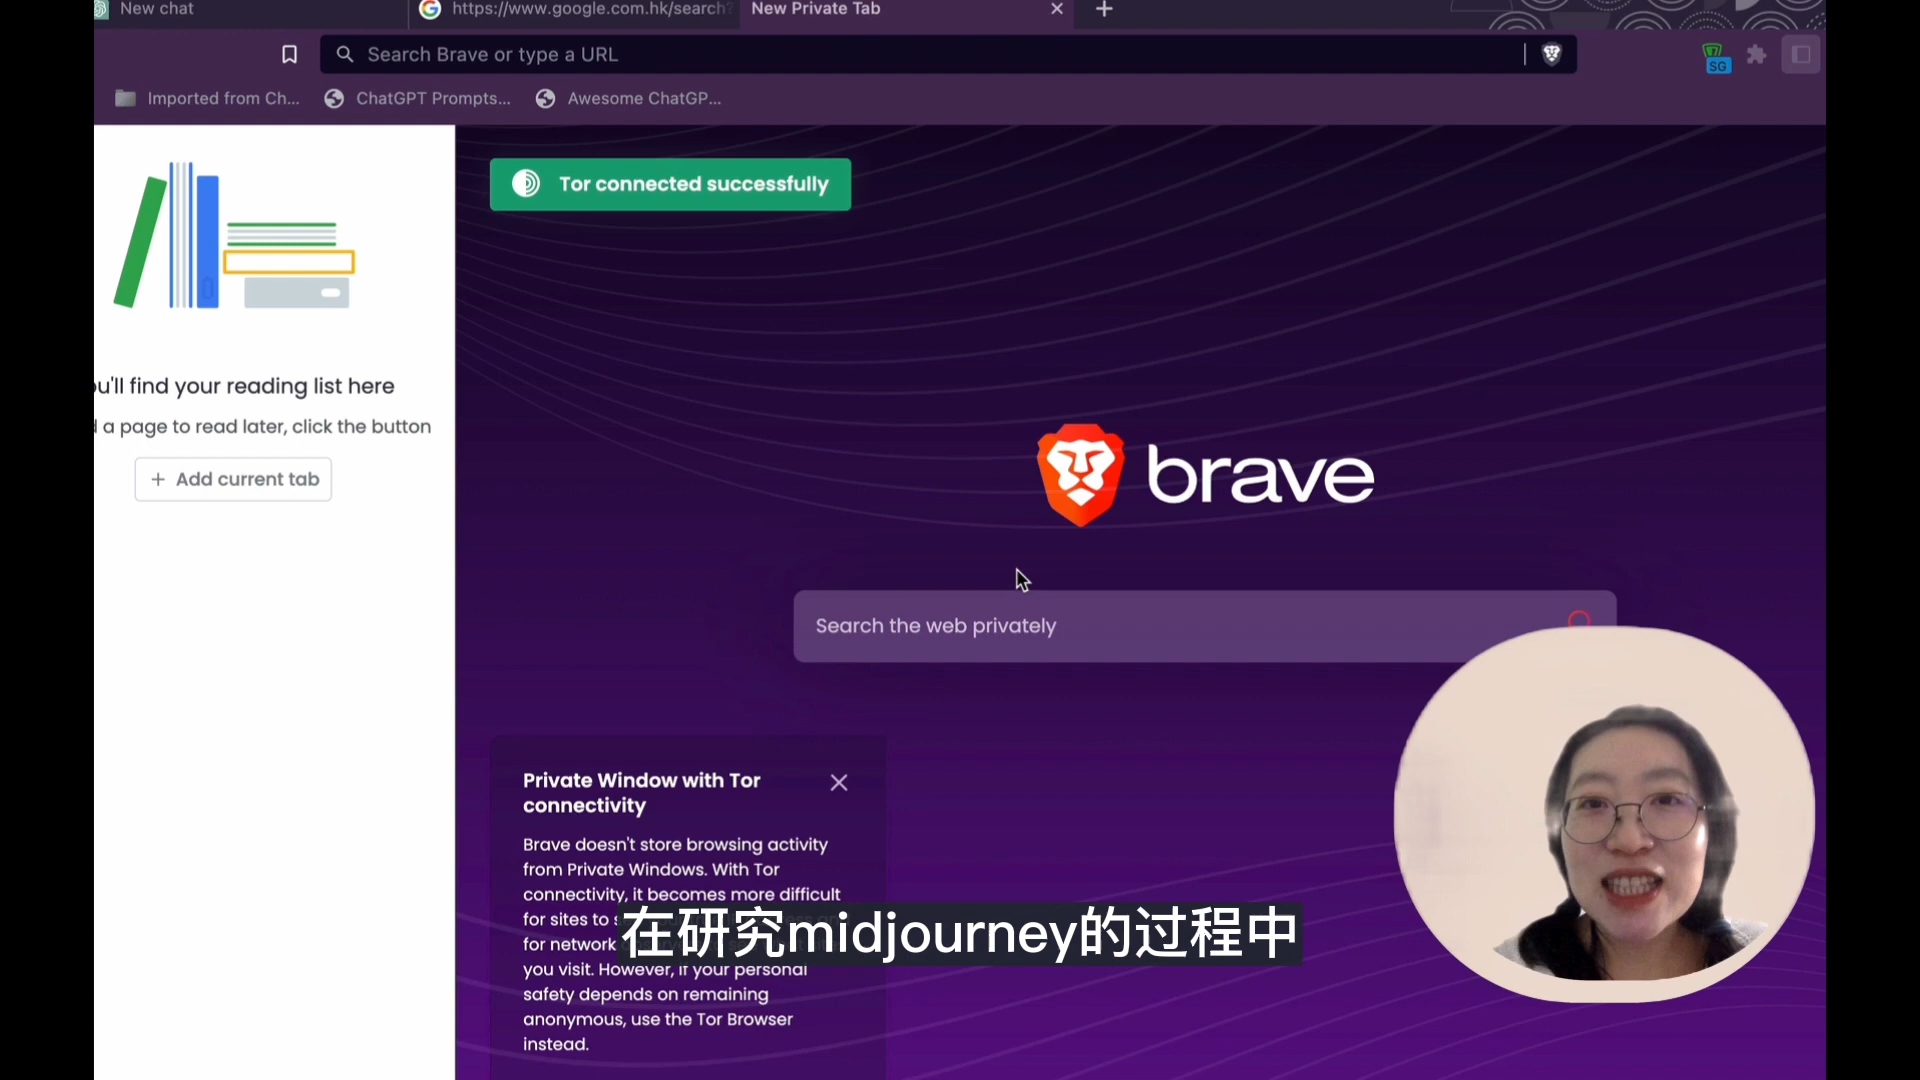 New chat
https://www.google.com.hk/search?
New Private Tab
Search Brave or type a URL
SG
Imported from Ch...
ChatGPT Prompts...
Awesome ChatGP...
Tor connected successfully
u'll find your reading list here
a page to read later, click the button
+ Add current tab
brave
Search the web privately
Private Window with Tor
connectivity
Brave doesn't store browsing activity
from Private Windows. With Tor
connectivity, it becomes more difficult
for sites to
for network
you visit. However, if your personal
safety depends on remaining
anonymous, use the Tor Browser
instead.
在研究midjourney的过程中